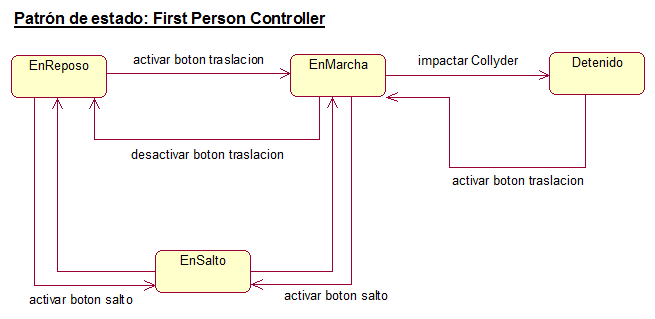 Patrón de estado: First Person Controller
activar boton traslacion
impactar Collyder
EnReposo
EnMarcha
Detenido
desactivar boton traslacion
activar boton traslacion
EnSalto
activar boton salto
activar boton salto